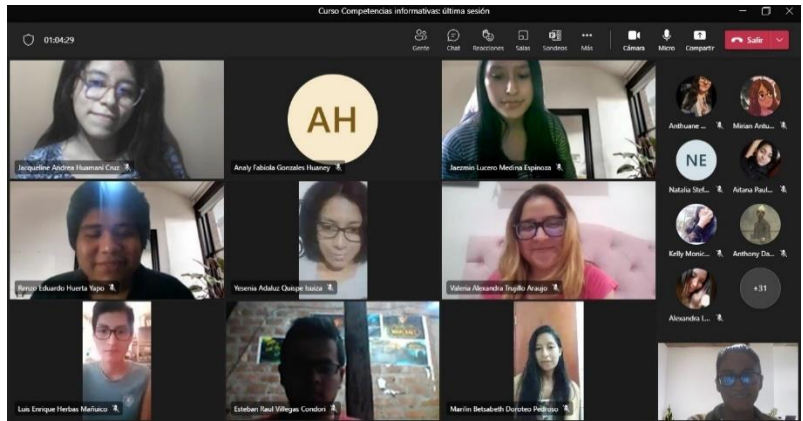 Curso Competencias informativas: última sesión
01:04:29
Gente
Chat
Reacciones
Salas
Sondeos
Más
Cámara
Micro
Compartir
Salir
Jacqueline Andrea Huamani Cruz
AH
Analy Fabiola Gonzales Huaney
Jaezmin Lucero Medina Espinoza
Anthuane ...
Mirian Antu...
NE
Natalia Stef...
Aitana Paul...
Renzo Eduardo Huerta Yapo
Yesenia Adaluz Quispe
Valeria Alexandra Trujillo Araujo
Kelly Monic...
Anthony Da...
Alexandra L...
+31
Luis Enrique Herbas Mañuico
Esteban Raul Villegas Condori
Marilin Betsabeth Doroteo Pedroso